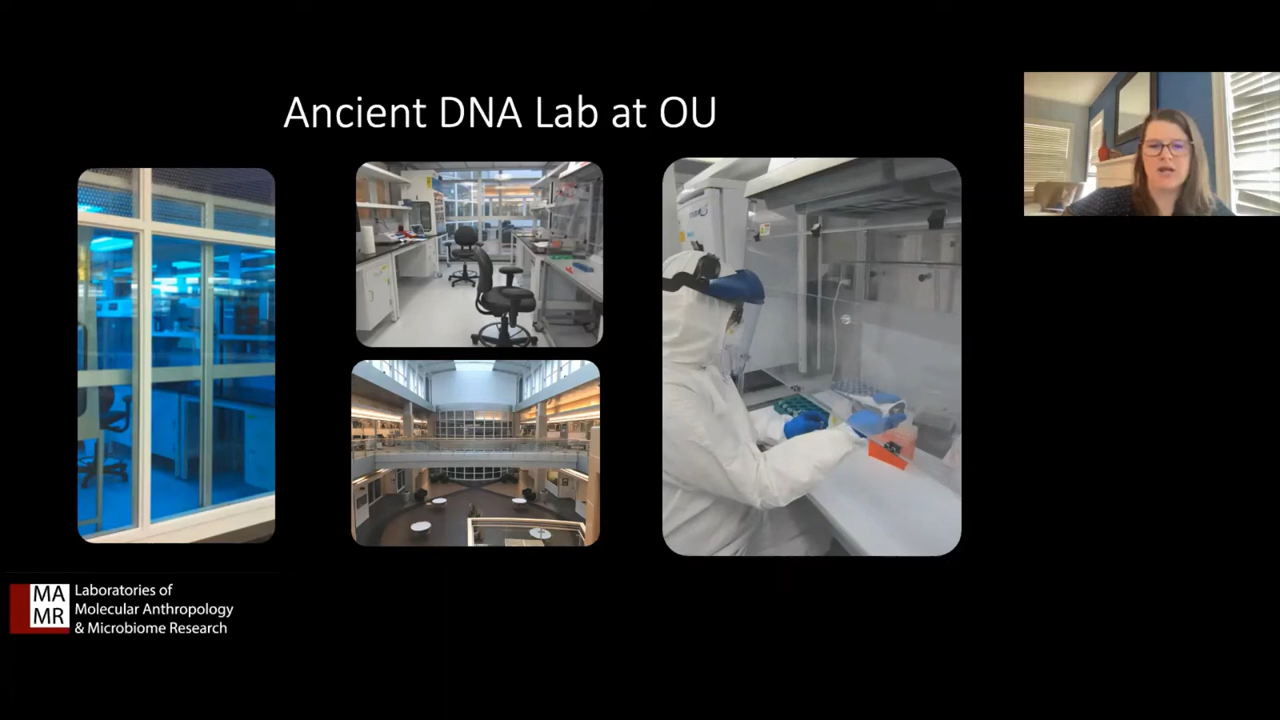 Ancient DNA Lab at OU
MA
MR
Laboratories of
Molecular Anthropology
& Microbiome Research